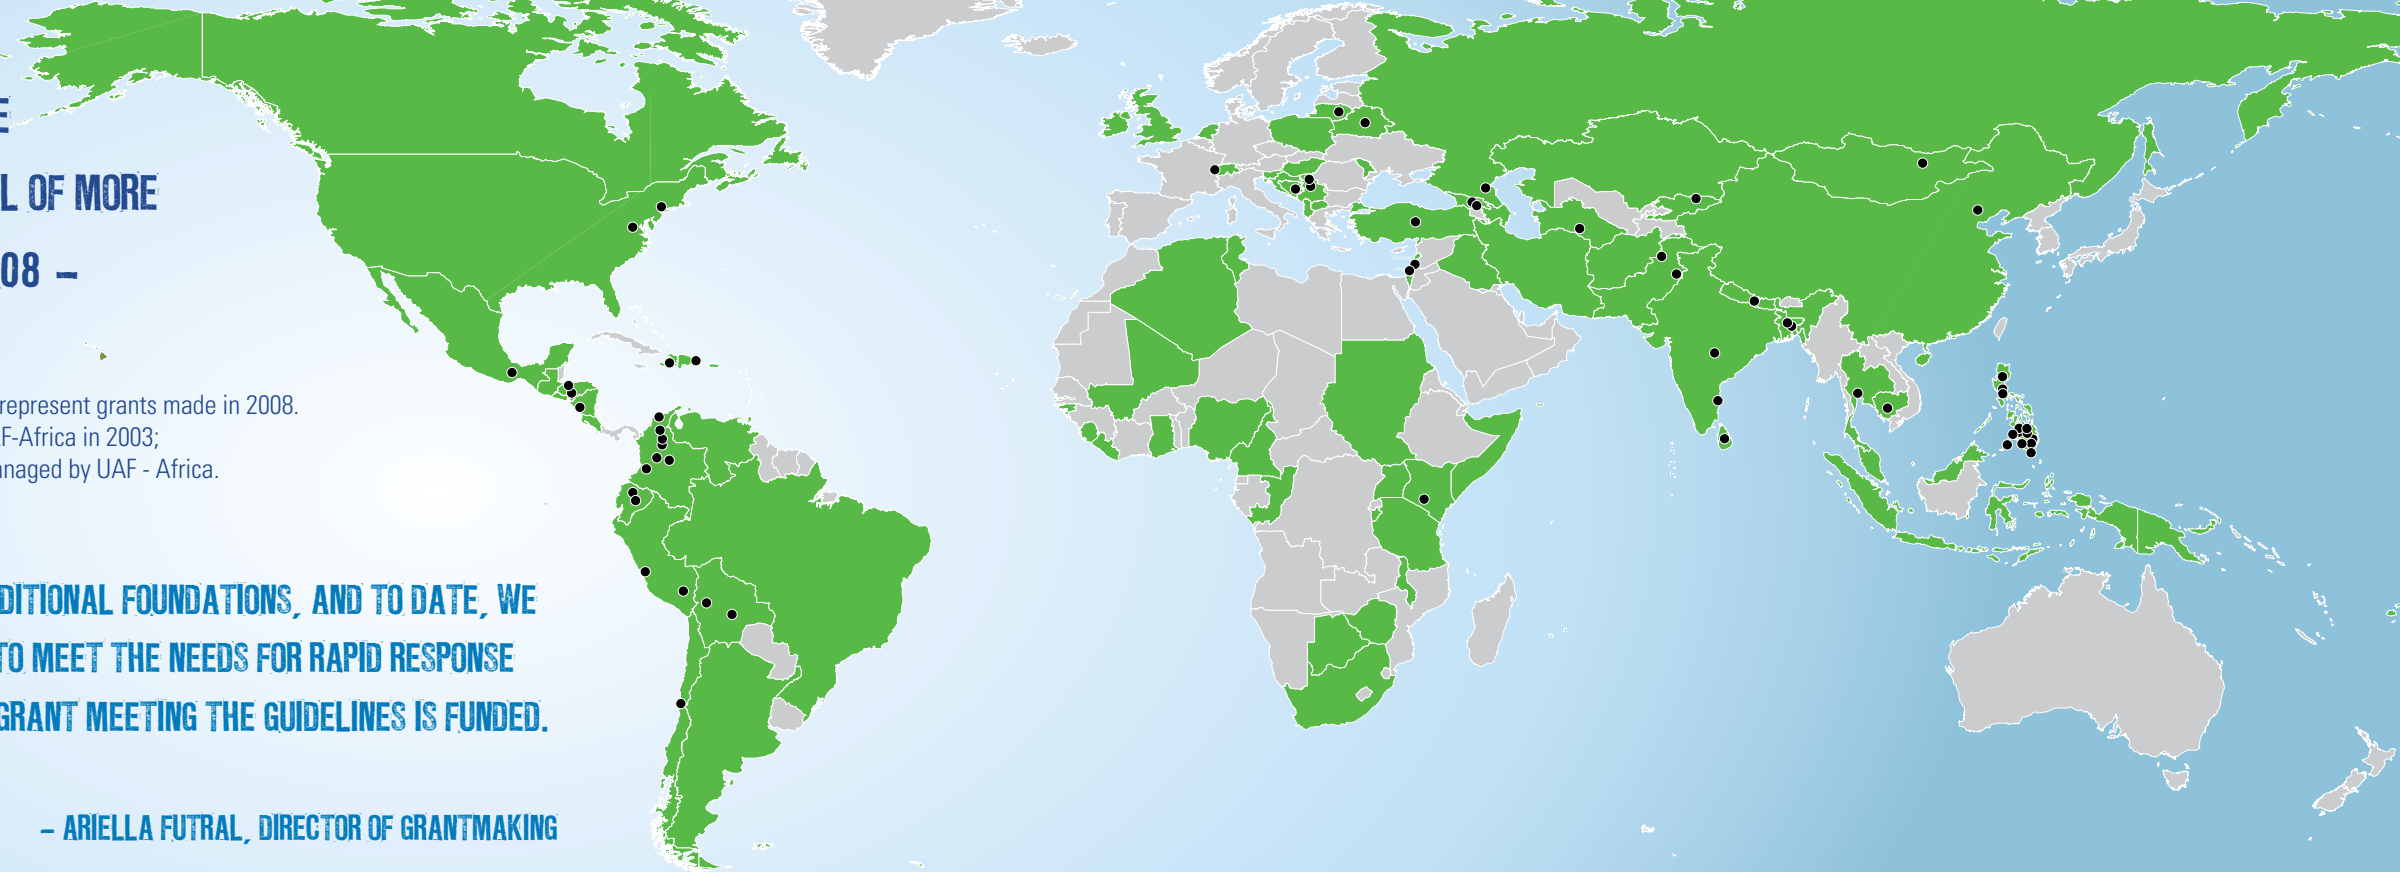 E
L OF MORE
08 –
represent grants made in 2008.
F-Africa in 2003;
anaged by UAF - Africa.
DITIONAL FOUNDATIONS, AND TO DATE, WE
TO MEET THE NEEDS FOR RAPID RESPONSE
GRANT MEETING THE GUIDELINES IS FUNDED.
– ARIELLA FUTRAL, DIRECTOR OF GRANTMAKING